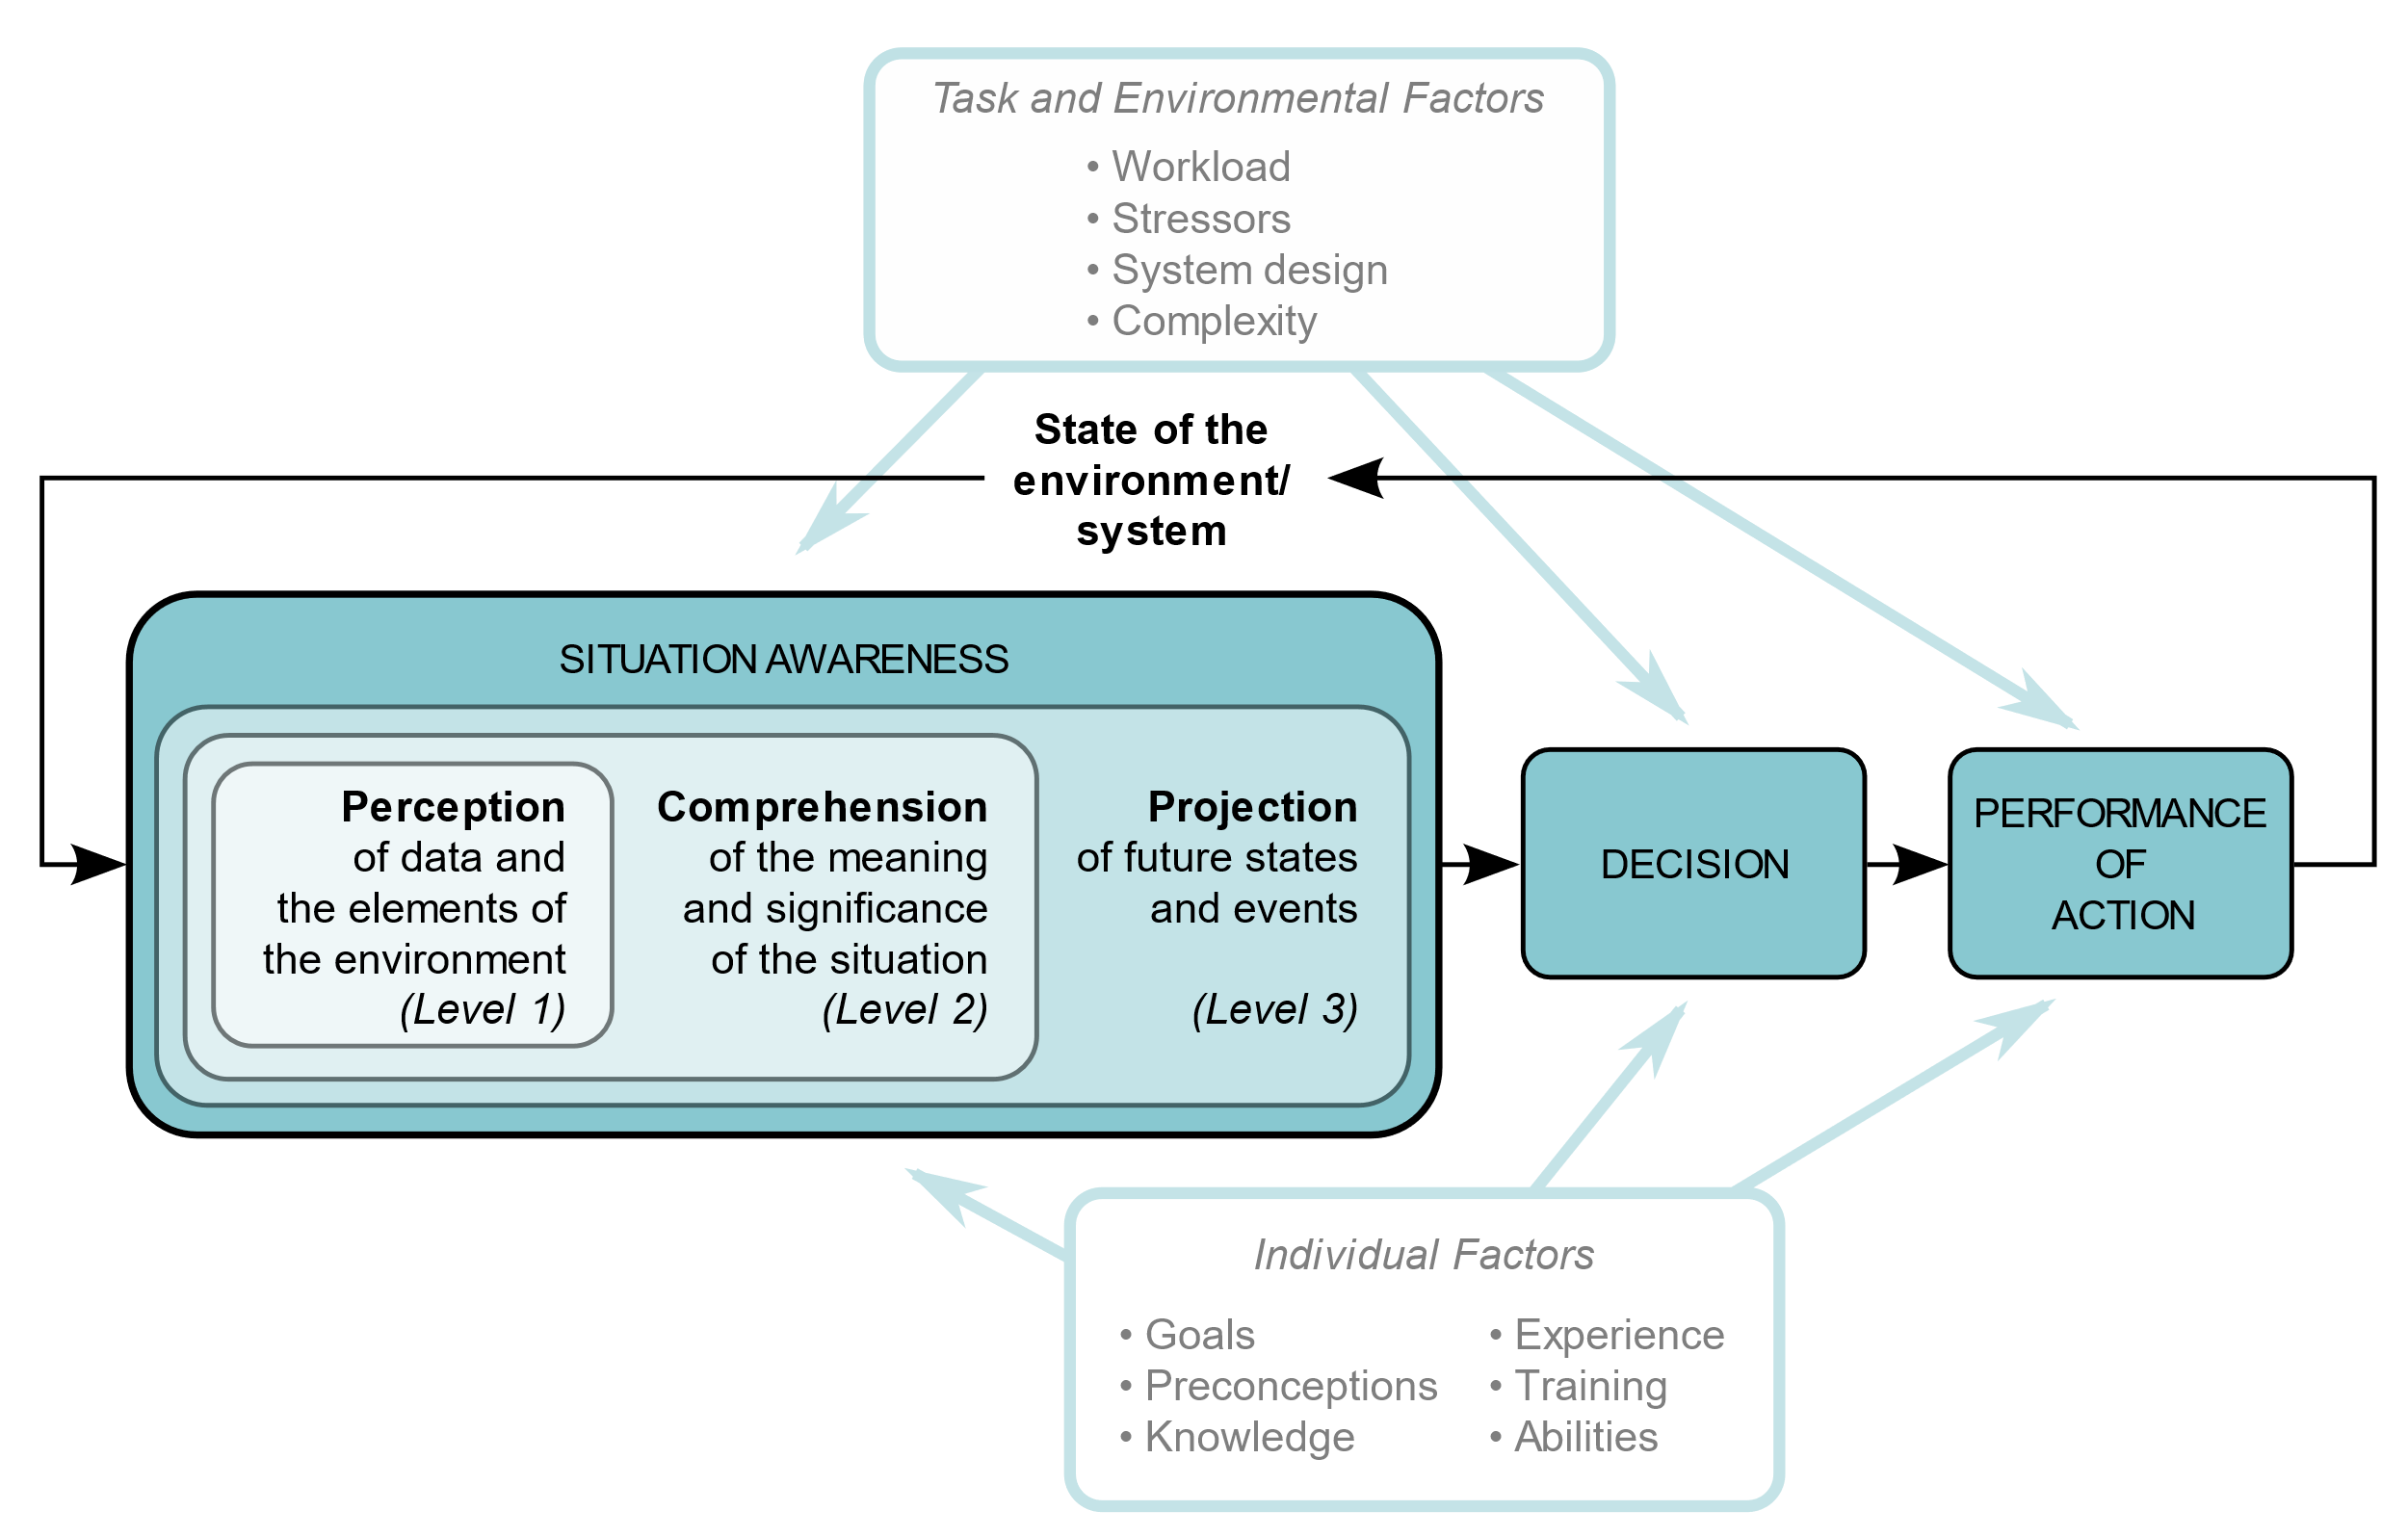 Task and Environmental Factors
• Workload
• Stressors
• System design
• Complexity
State of the
environment/
system
SITUATION AWARENESS
Perception
of data and
the elements of
the environment
(Level 1)
Comprehension
of the meaning
and significance
of the situation
(Level 2)
Projection
of future states
and events
(Level 3)
DECISION
PERFORMANCE
OF
ACTION
Individual Factors
• Goals
• Preconceptions
• Knowledge
• Experience
• Training
• Abilities